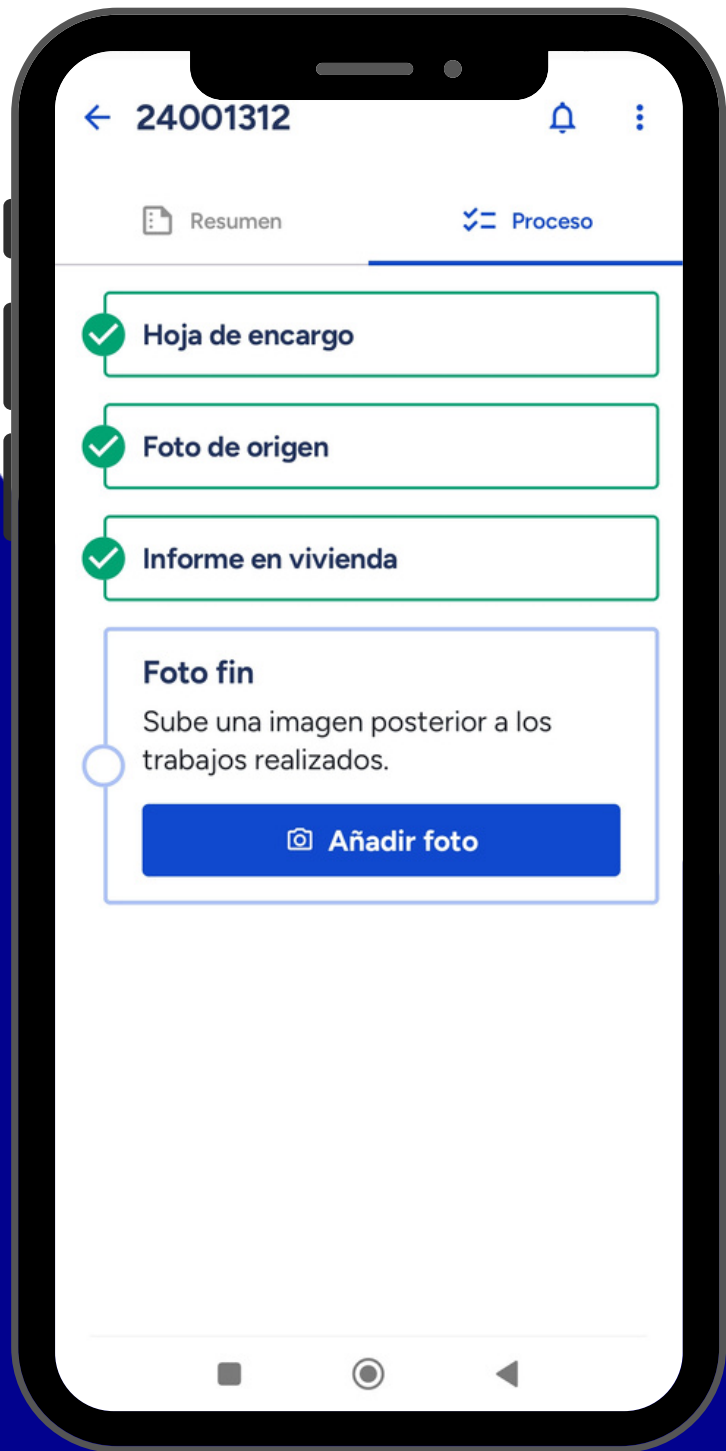 24001312
Resumen
Proceso
Hoja de encargo
Foto de origen
Informe en vivienda
Foto fin
Sube una imagen posterior a los
trabajos realizados.
Añadir foto